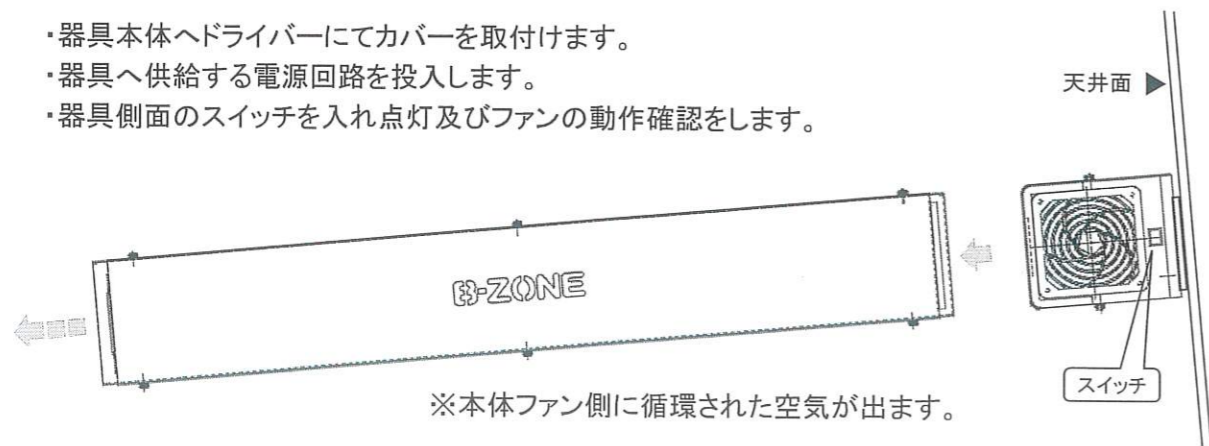 ・器具本体へドライバーにてカバーを取付けます。
・器具へ供給する電源回路を投入します。
・器具側面のスイッチを入れ点灯及びファンの動作確認をします。
天井面 ▶
B-ZONE
スイッチ
※本体ファン側に循環された空気が出ます。